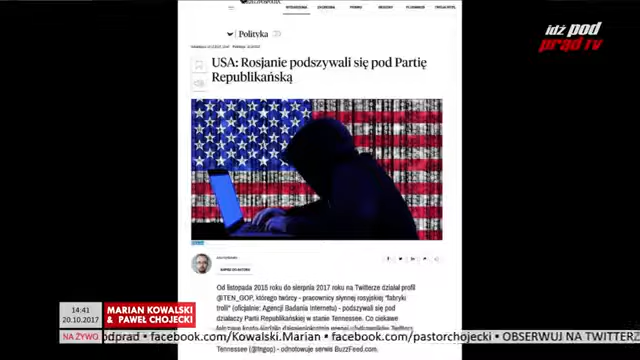 idź pod
prąd tv
Polityka
USA: Rosjanie podszywali się pod Partię
Republikańską
Od listopada 2015 roku do sierpnia 2017 roku na Twitterze działał profil
@TEN_GOP, którego twórcy - pracownicy słynnej rosyjskiej "fabryki
trolli" (oficjalnie: Agencji Badania Internetu) - podszywali się pod
działaczy Partii Republikańskiej w stanie Tennessee. Co ciekawe
Tennessee (@tngop) - odnotowuje serwis BuzzFeed.com.
14:41
20.10.2017
MARIAN KOWALSKI
& PAWEŁ CHOJECKI
NA ŻYWO
odprad • facebook.com/Kowalski.Marian • facebook.com/pastorchojecki • OBSERWUJ NA TWITTERZE